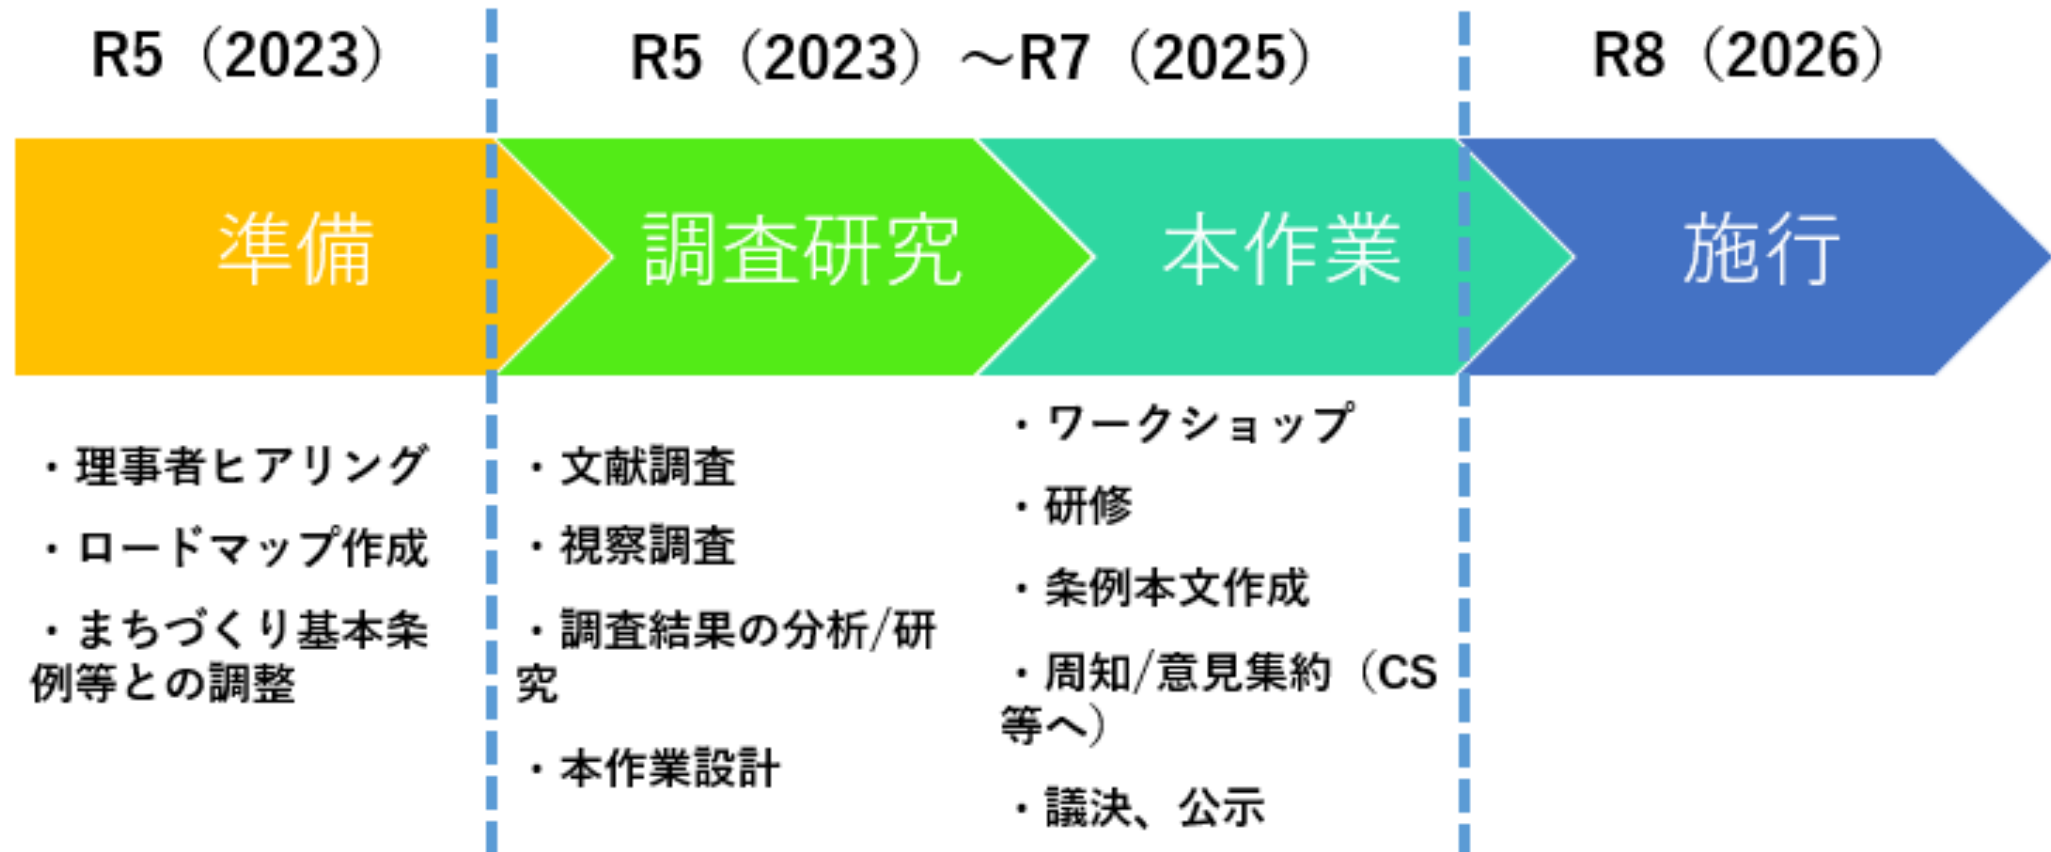 R5（2023）
R5（2023）～R7（2025）
R8（2026）
準備
調査研究
本作業
施行
・理事者ヒアリング
・ロードマップ作成
・まちづくり基本条
例等との調整
・文献調査
・視察調査
・調査結果の分析/研
究
・本作業設計
・ワークショップ
・研修
・条例本文作成
・周知/意見集約（CS
等へ）
・議決、公示